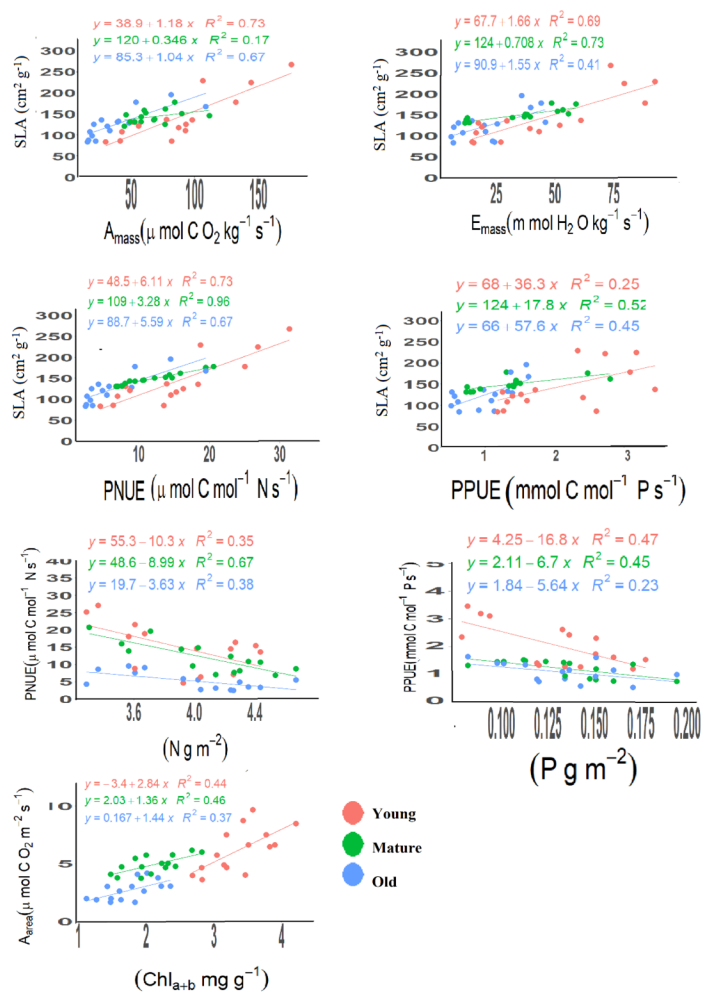 y = 38.9 + 1.18 x R² = 0.73
y = 120 + 0.346 x R² = 0.17
y = 85.3 + 1.04 x R² = 0.67
SLA (cm² g⁻¹)
300
250
200
150
100
50
0
50 100 150
A_mass(μ mol C O₂ kg⁻¹ s⁻¹)
y = 67.7 + 1.66 x R² = 0.69
y = 124 + 0.708 x R² = 0.73
y = 90.9 + 1.55 x R² = 0.41
SLA (cm² g⁻¹)
300
250
200
150
100
50
0
25 50 75
E_mass(m mol H₂ O kg⁻¹ s⁻¹)
y = 48.5 + 6.11 x R² = 0.73
y = 109 + 3.28 x R² = 0.96
y = 88.7 + 5.59 x R² = 0.67
SLA (cm² g⁻¹)
300
250
200
150
100
50
0
10 20 30
PNUE (μ mol C mol⁻¹ N s⁻¹)
y = 68 + 36.3 x R² = 0.25
y = 124 + 17.8 x R² = 0.52
y = 66 + 57.6 x R² = 0.45
SLA (cm² g⁻¹)
300
250
200
150
100
50
0
1 2 3
PPUE (mmol C mol⁻¹ P s⁻¹)
y = 55.3 − 10.3 x R² = 0.35
y = 48.6 − 8.99 x R² = 0.67
y = 19.7 − 3.63 x R² = 0.38
PNUE(μ mol C mol⁻¹ N s⁻¹)
40
35
30
25
20
15
10
5
0
3.6 4.0 4.4
(N g m⁻²)
y = 4.25 − 16.8 x R² = 0.47
y = 2.11 − 6.7 x R² = 0.45
y = 1.84 − 5.64 x R² = 0.23
PPUE(mmol C mol⁻¹ P s⁻¹)
5
4
3
2
1
0
0.100 0.125 0.150 0.175 0.200
(P g m⁻²)
y = −3.4 + 2.84 x R² = 0.44
y = 2.03 + 1.36 x R² = 0.46
y = 0.167 + 1.44 x R² = 0.37
A_area(μ mol C O₂ m⁻² s⁻¹)
10
5
0
1 2 3 4
(Chl_a+b mg g⁻¹)
Young
Mature
Old